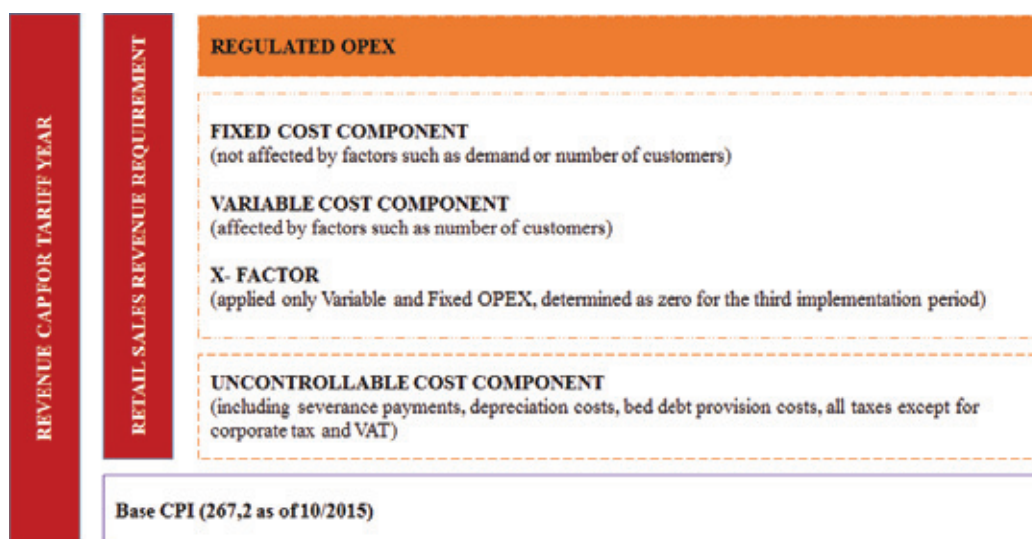 REVENUE CAPFOR TARIFF YEAR
RETAIL SALES REVENUE REQUIREMENT
REGULATED OPEX
FIXED COST COMPONENT
(not affected by factors such as demand or number of customers)
VARIABLE COST COMPONENT
(affected by factors such as number of customers)
X- FACTOR
(applied only Variable and Fixed OPEX, determined as zero for the third implementation period)
UNCONTROLLABLE COST COMPONENT
(including severance payments, depreciation costs, bed debt provision costs, all taxes except for
corporate tax and VAT)
Base CPI (267,2 as of 10/2015)